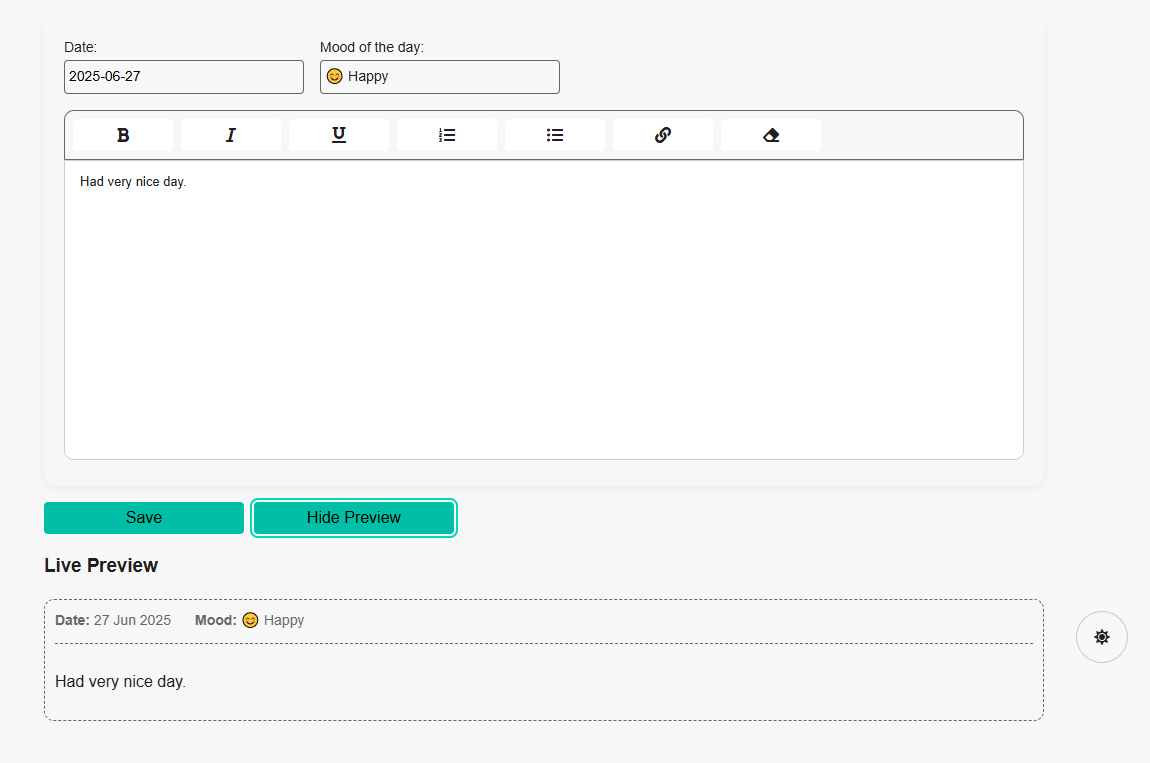 Date:
Mood of the day:
2025-06-27
😊 Happy
B I U
Had very nice day.
Save
Hide Preview
Live Preview
Date: 27 Jun 2025 Mood: 😊 Happy
Had very nice day.